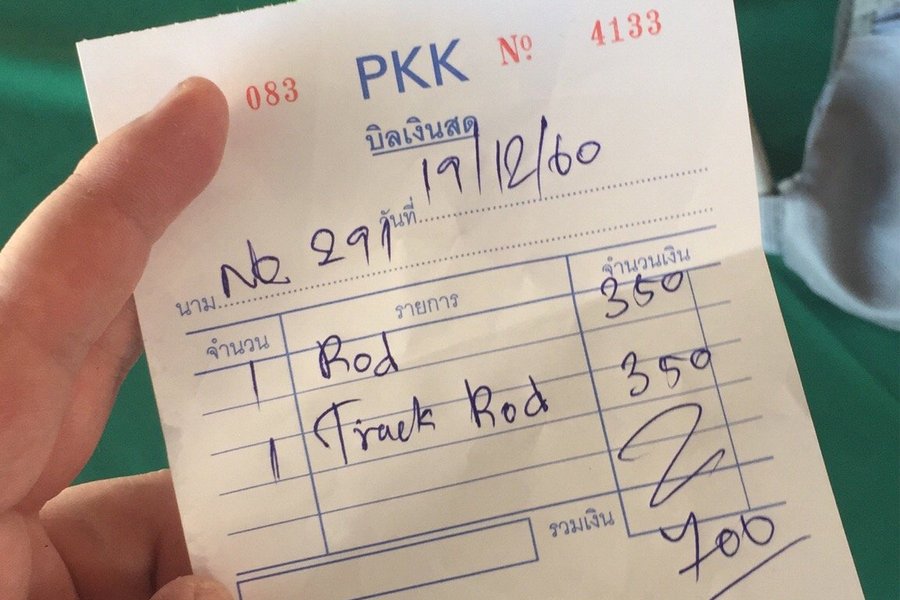 083 PKK Nº 4133
บิลเงินสด
วันที่ 19/12/60
นาม No 291
จำนวน รายการ จำนวนเงิน
1 Rod 350
1 Track Rod 350
รวมเงิน 700